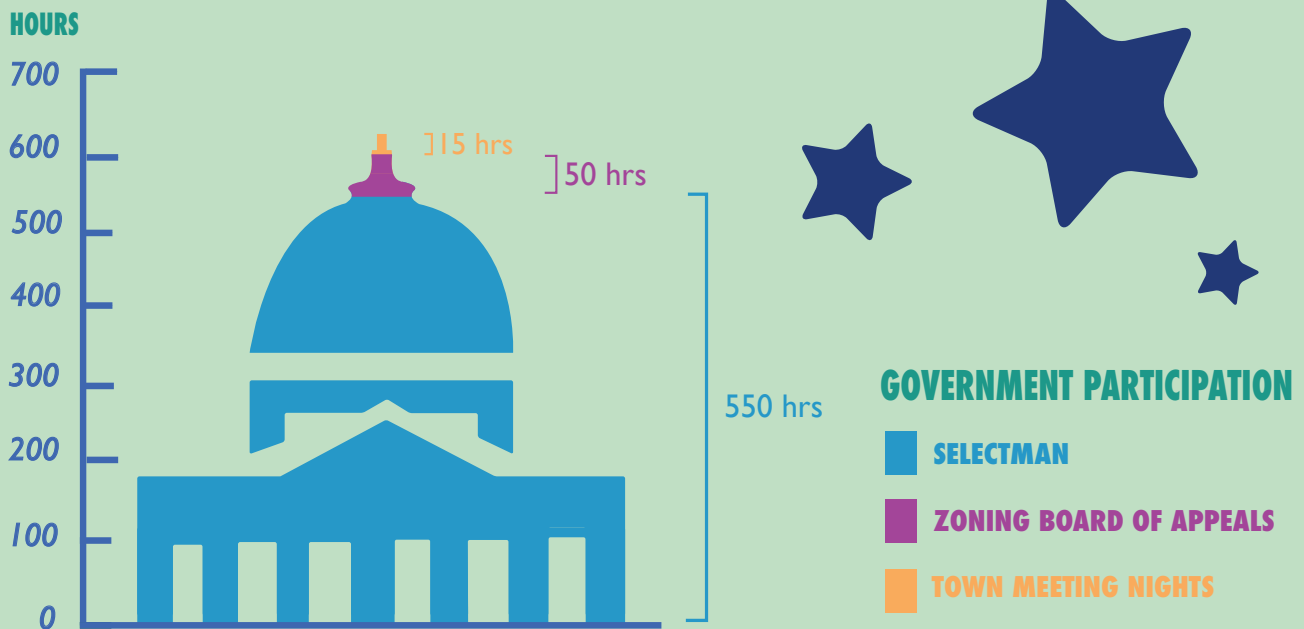 HOURS
700
600
500
400
300
200
100
0
15 hrs
50 hrs
550 hrs
GOVERNMENT PARTICIPATION
SELECTMAN
ZONING BOARD OF APPEALS
TOWN MEETING NIGHTS